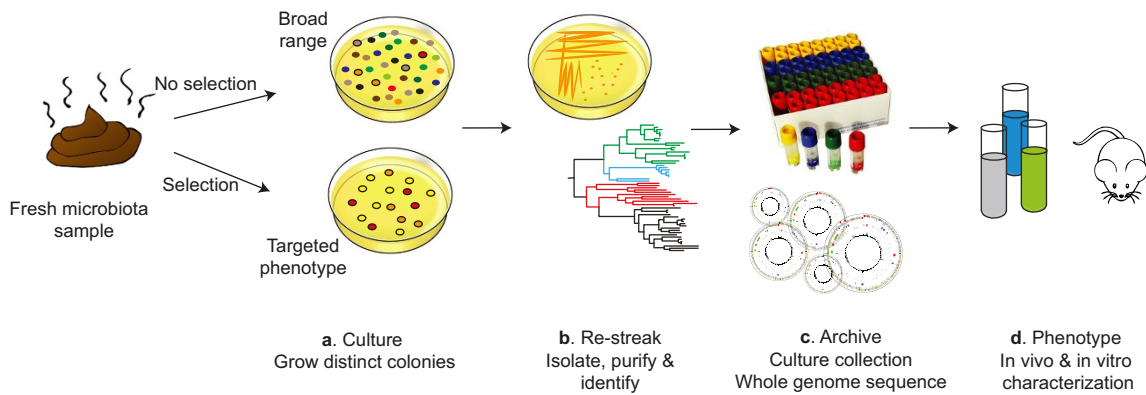 Broad
range
No selection
Selection
Fresh microbiota
sample
Targeted
phenotype
a. Culture
Grow distinct colonies
b. Re-streak
Isolate, purify &
identify
c. Archive
Culture collection
Whole genome sequence
d. Phenotype
In vivo & in vitro
characterization